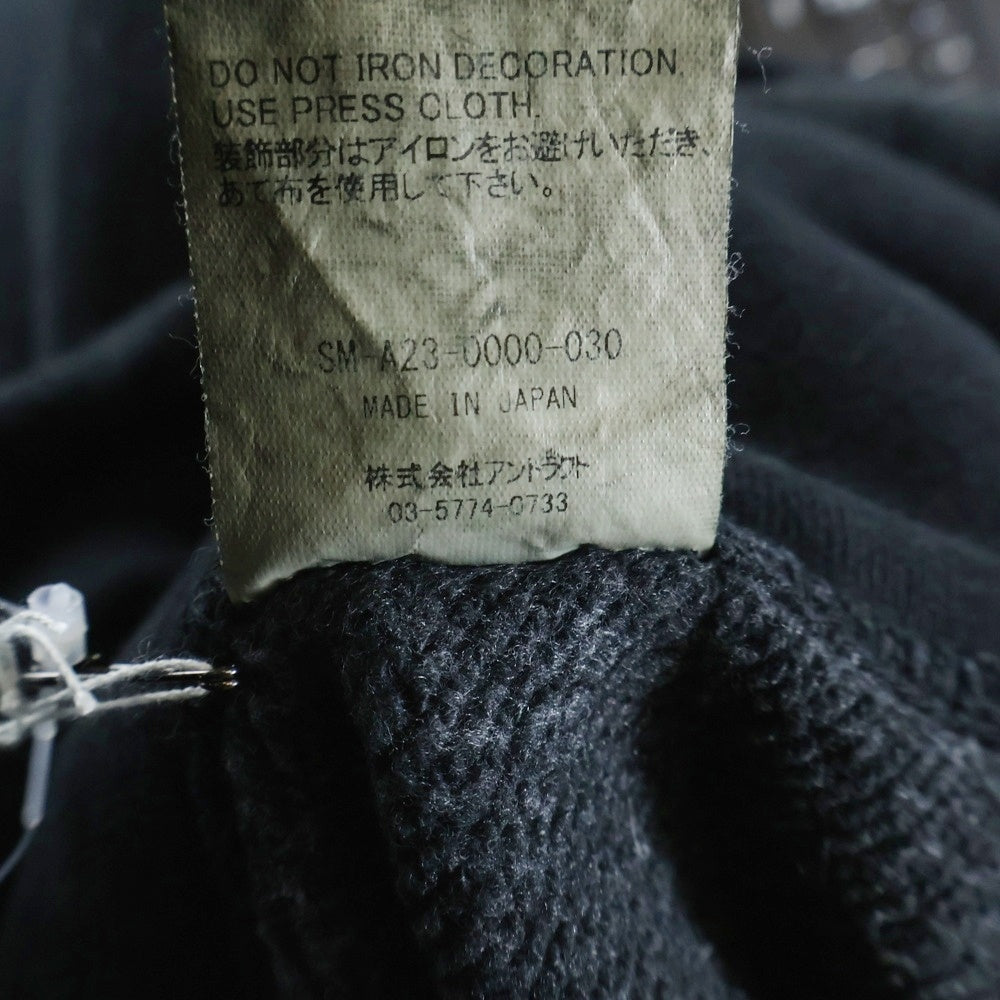 DO NOT IRON DECORATION.
USE PRESS CLOTH.
装飾部分はアイロンをお避けいただき、
あて布を使用して下さい。
SM-A23-0000-030
MADE IN JAPAN
株式会社アントラクト
03-5774-0733